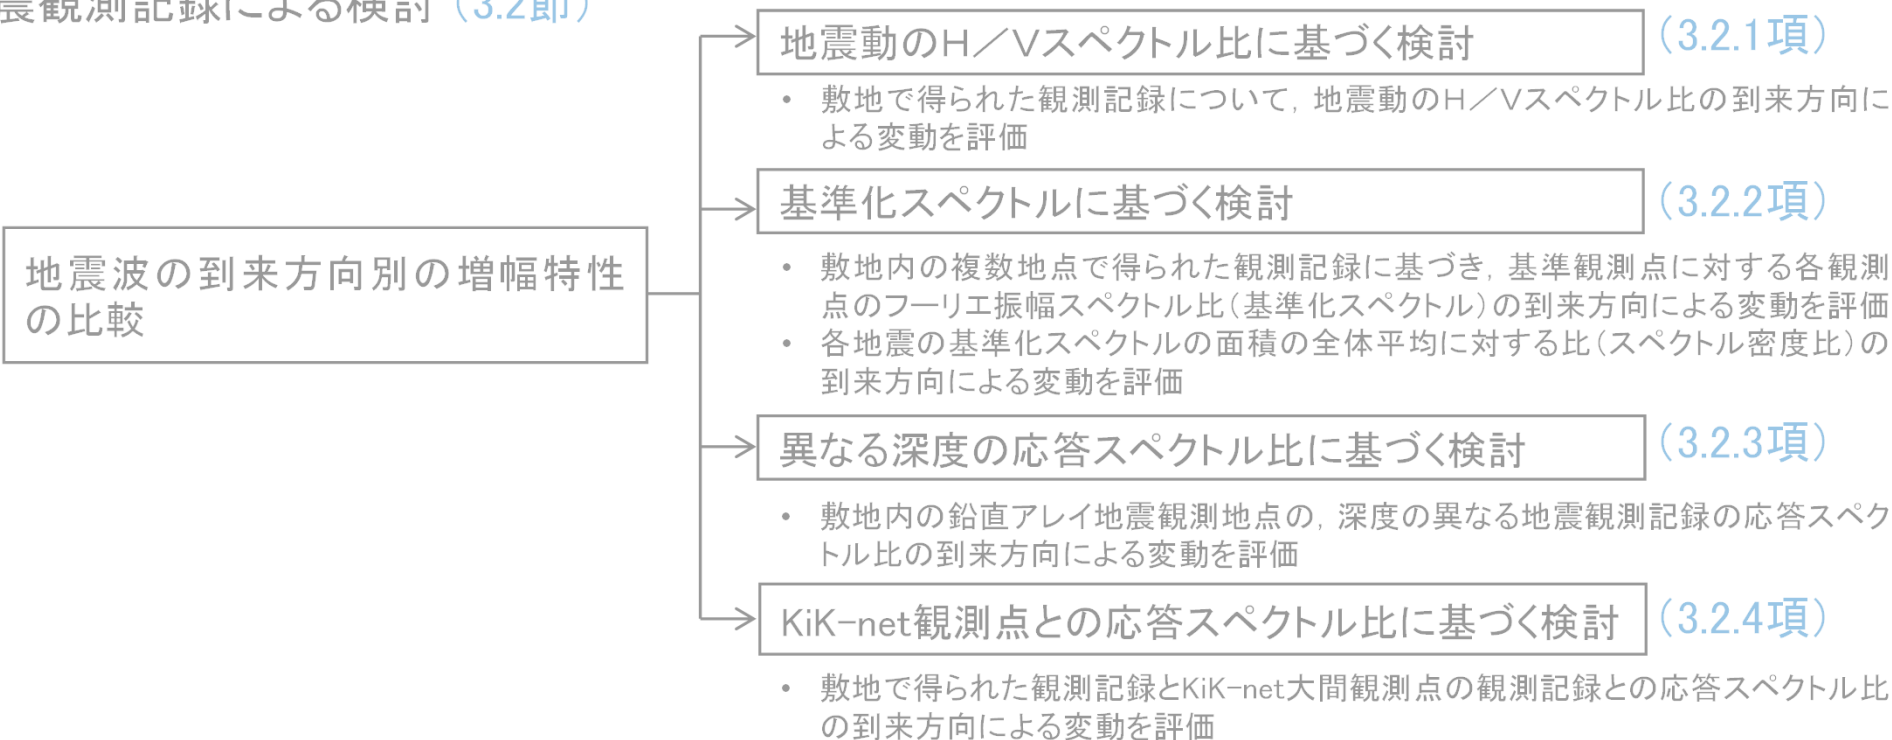 震観測記録による検討（3.2節）
地震動のＨ／Ｖスペクトル比に基づく検討
（3.2.1項）
• 敷地で得られた観測記録について，地震動のＨ／Ｖスペクトル比の到来方向に
よる変動を評価
基準化スペクトルに基づく検討
（3.2.2項）
地震波の到来方向別の増幅特性
の比較
• 敷地内の複数地点で得られた観測記録に基づき，基準観測点に対する各観測
点のフーリエ振幅スペクトル比（基準化スペクトル）の到来方向による変動を評価
• 各地震の基準化スペクトルの面積の全体平均に対する比（スペクトル密度比）の
到来方向による変動を評価
異なる深度の応答スペクトル比に基づく検討
（3.2.3項）
• 敷地内の鉛直アレイ地震観測地点の，深度の異なる地震観測記録の応答スペク
トル比の到来方向による変動を評価
KiK-net観測点との応答スペクトル比に基づく検討
（3.2.4項）
• 敷地で得られた観測記録とKiK-net大間観測点の観測記録との応答スペクトル比
の到来方向による変動を評価